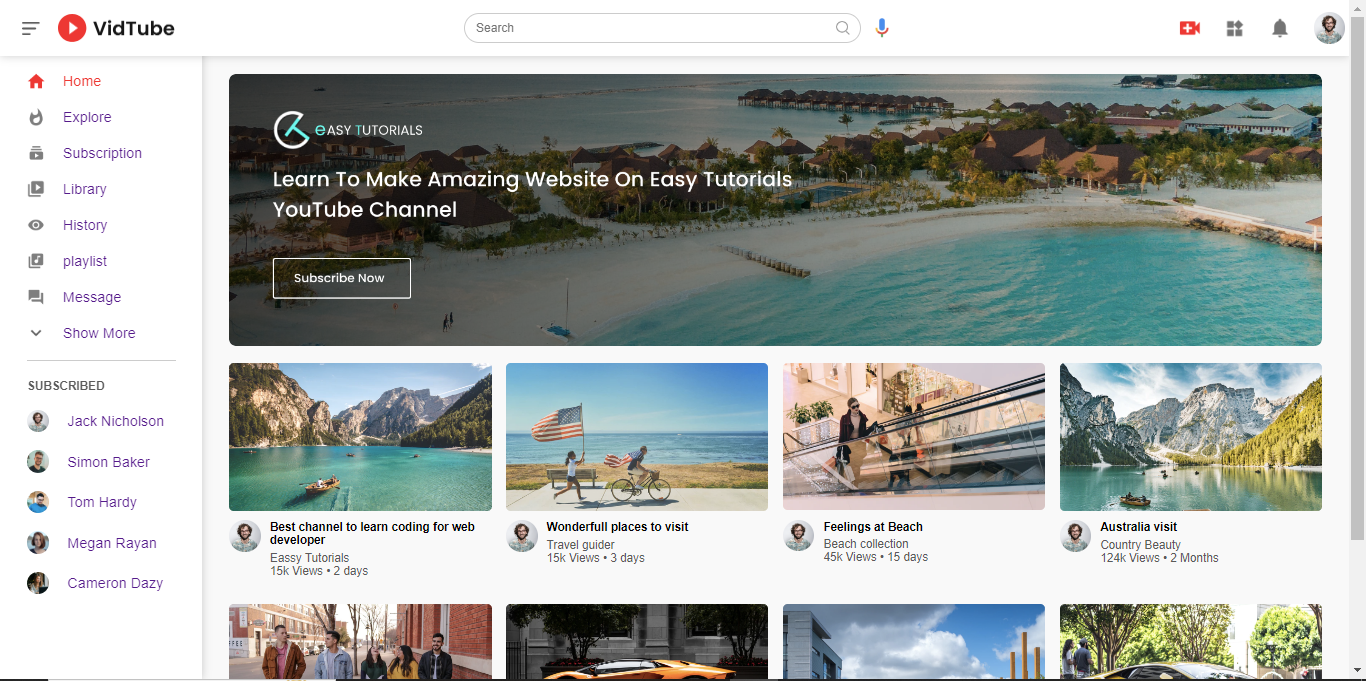 VidTube
Search
Home
Explore
Subscription
Library
History
playlist
Message
Show More
SUBSCRIBED
Jack Nicholson
Simon Baker
Tom Hardy
Megan Rayan
Cameron Dazy
eASY TUTORIALS
Learn To Make Amazing Website On Easy Tutorials
YouTube Channel
Subscribe Now
Best channel to learn coding for web
developer
Eassy Tutorials
15k Views • 2 days
Wonderfull places to visit
Travel guider
15k Views • 3 days
Feelings at Beach
Beach collection
45k Views • 15 days
Australia visit
Country Beauty
124k Views • 2 Months